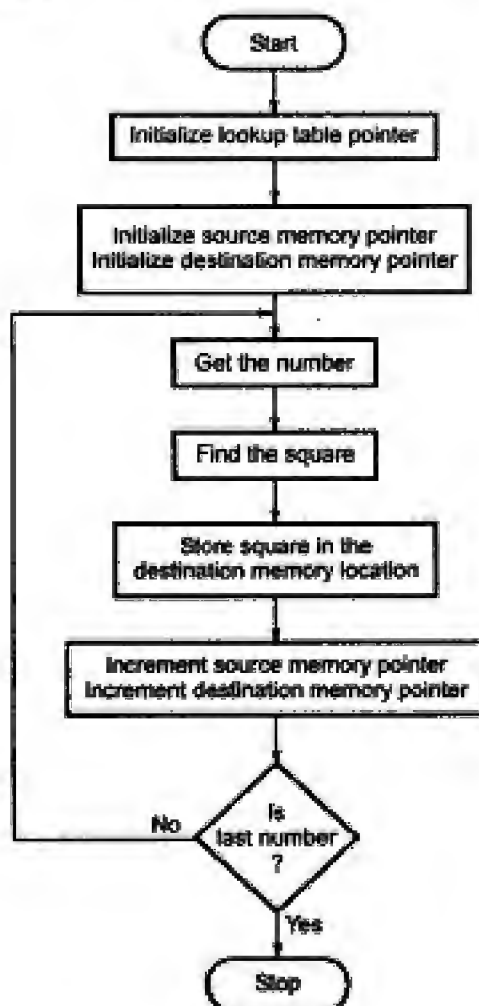 Start
Initialize lookup table pointer
Initialize source memory pointer
Initialize destination memory pointer
Get the number
Find the square
Store square in the
destination memory location
Increment source memory pointer
Increment destination memory pointer
Is
last number
?
No
Yes
Stop